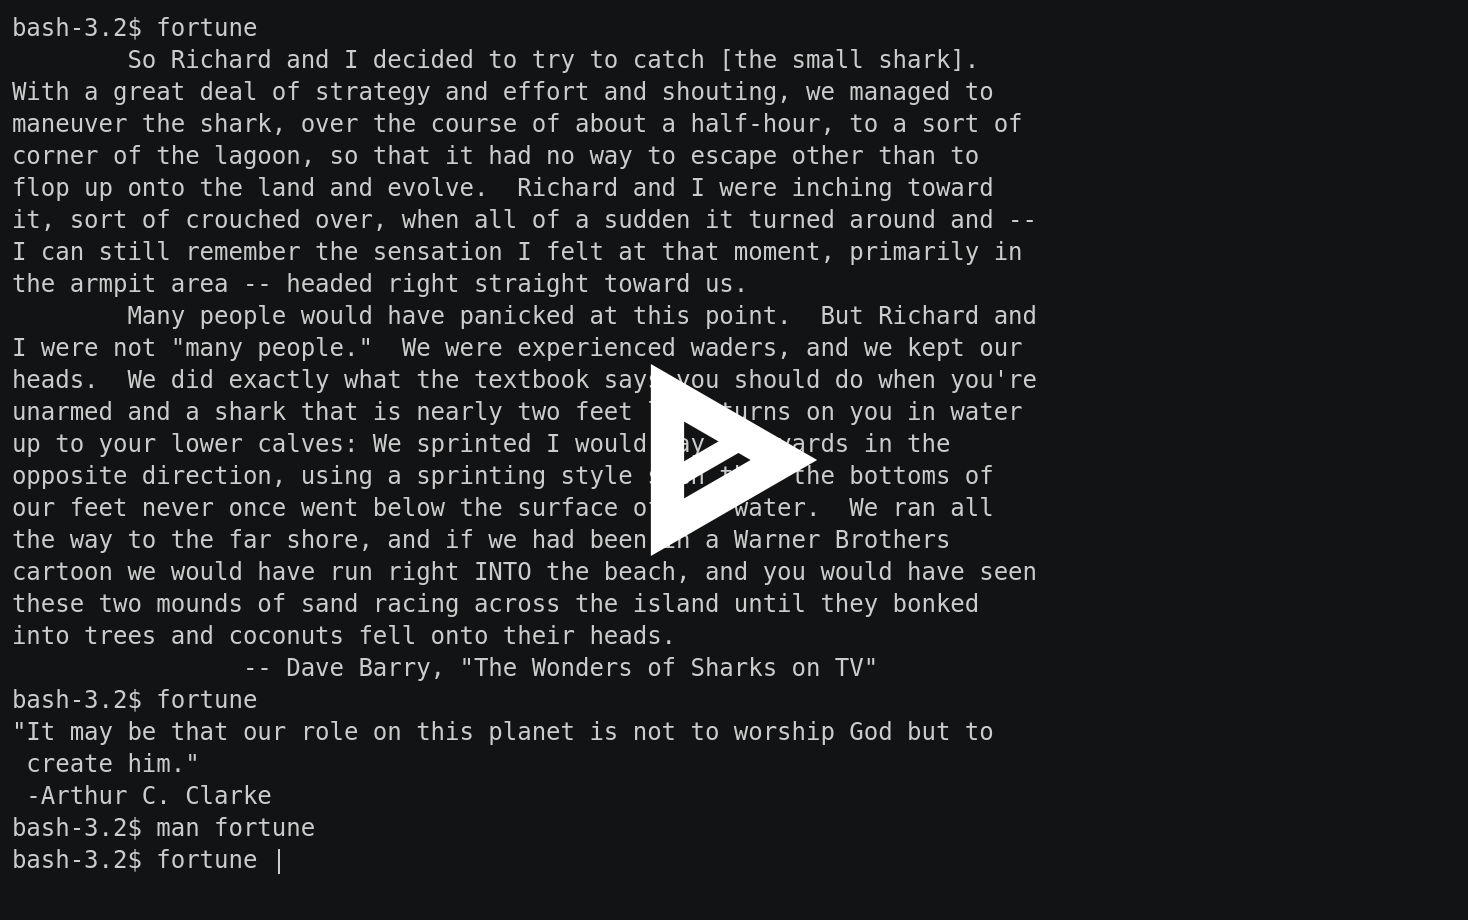 bash-3.2$ fortune
So Richard and I decided to try to catch [the small shark].
With a great deal of strategy and effort and shouting, we managed to
maneuver the shark, over the course of about a half-hour, to a sort of
corner of the lagoon, so that it had no way to escape other than to
flop up onto the land and evolve.  Richard and I were inching toward
it, sort of crouched over, when all of a sudden it turned around and --
I can still remember the sensation I felt at that moment, primarily in
the armpit area -- headed right straight toward us.
Many people would have panicked at this point.  But Richard and
I were not "many people."  We were experienced waders, and we kept our
heads.  We did exactly what the textbook says you should do when you're
unarmed and a shark that is nearly two feet turns on you in water
up to your lower calves: We sprinted I would say in the
opposite direction, using a sprinting style the bottoms of
our feet never once went below the surface of water.  We ran all
the way to the far shore, and if we had been in a Warner Brothers
cartoon we would have run right INTO the beach, and you would have seen
these two mounds of sand racing across the island until they bonked
into trees and coconuts fell onto their heads.
-- Dave Barry, "The Wonders of Sharks on TV"
bash-3.2$ fortune
"It may be that our role on this planet is not to worship God but to
create him."
-Arthur C. Clarke
bash-3.2$ man fortune
bash-3.2$ fortune |